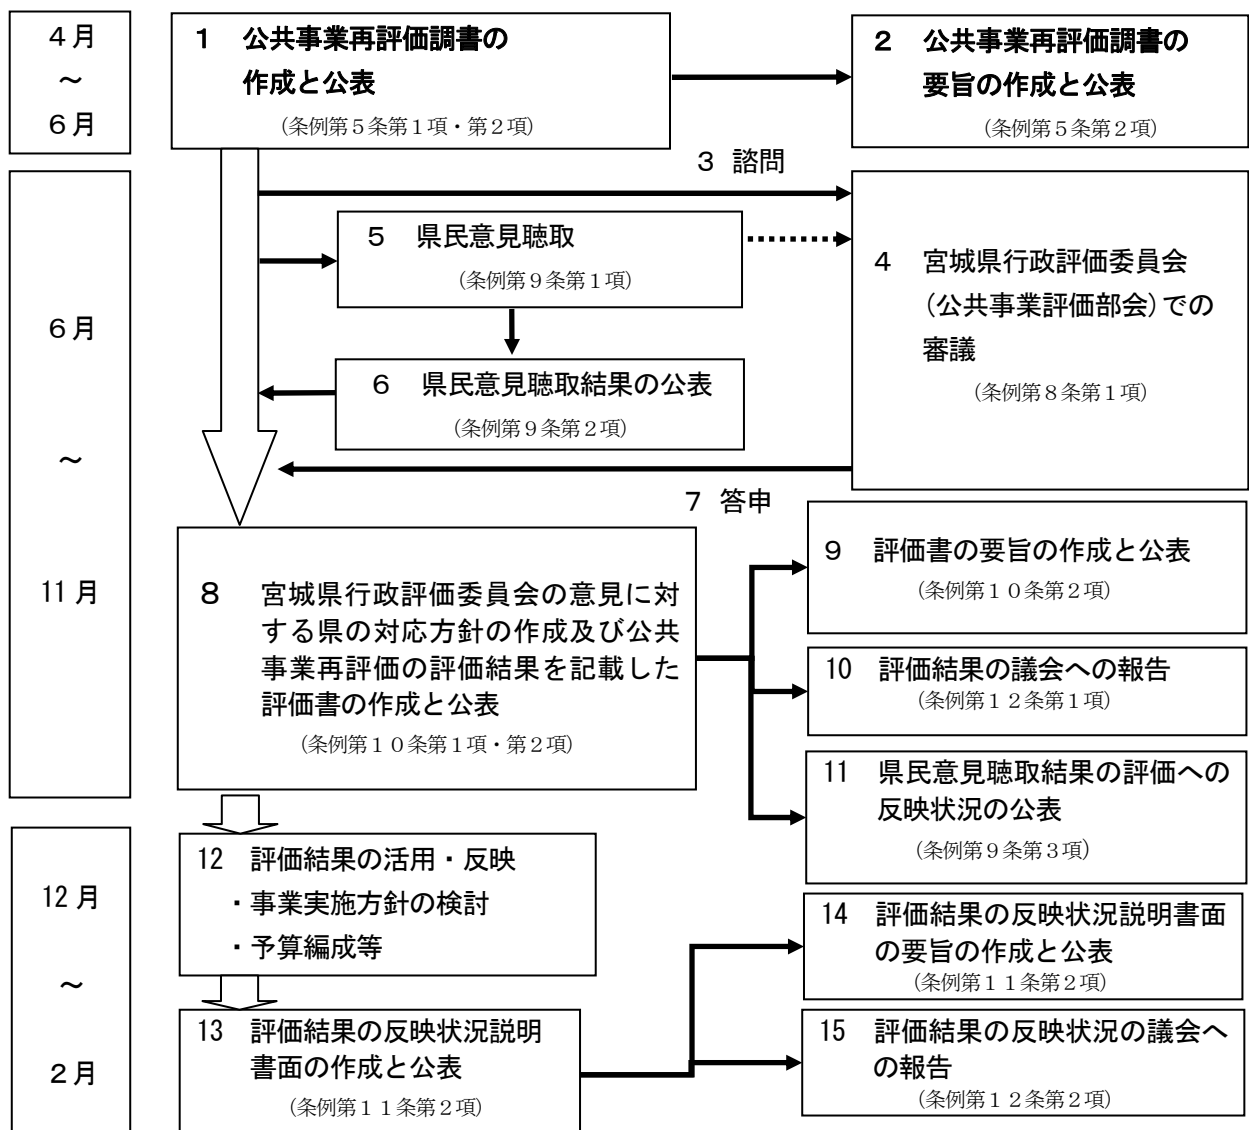 4月
～
6月
1 公共事業再評価調書の
作成と公表
（条例第５条第１項・第２項）
2 公共事業再評価調書の
要旨の作成と公表
（条例第５条第２項）
6月
～
11月
3 諮問
5 県民意見聴取
（条例第９条第１項）
4 宮城県行政評価委員会
（公共事業評価部会）での
審議
（条例第８条第１項）
6 県民意見聴取結果の公表
（条例第９条第２項）
7 答申
8 宮城県行政評価委員会の意見に対
する県の対応方針の作成及び公共
事業再評価の評価結果を記載した
評価書の作成と公表
（条例第１０条第１項・第２項）
9 評価書の要旨の作成と公表
（条例第１０条第２項）
10 評価結果の議会への報告
（条例第１２条第１項）
11 県民意見聴取結果の評価への
反映状況の公表
（条例第９条第３項）
12月
～
2月
12 評価結果の活用・反映
・事業実施方針の検討
・予算編成等
13 評価結果の反映状況説明
書面の作成と公表
（条例第１１条第２項）
14 評価結果の反映状況説明書面
の要旨の作成と公表
（条例第１１条第２項）
15 評価結果の反映状況の議会へ
の報告
（条例第１２条第２項）